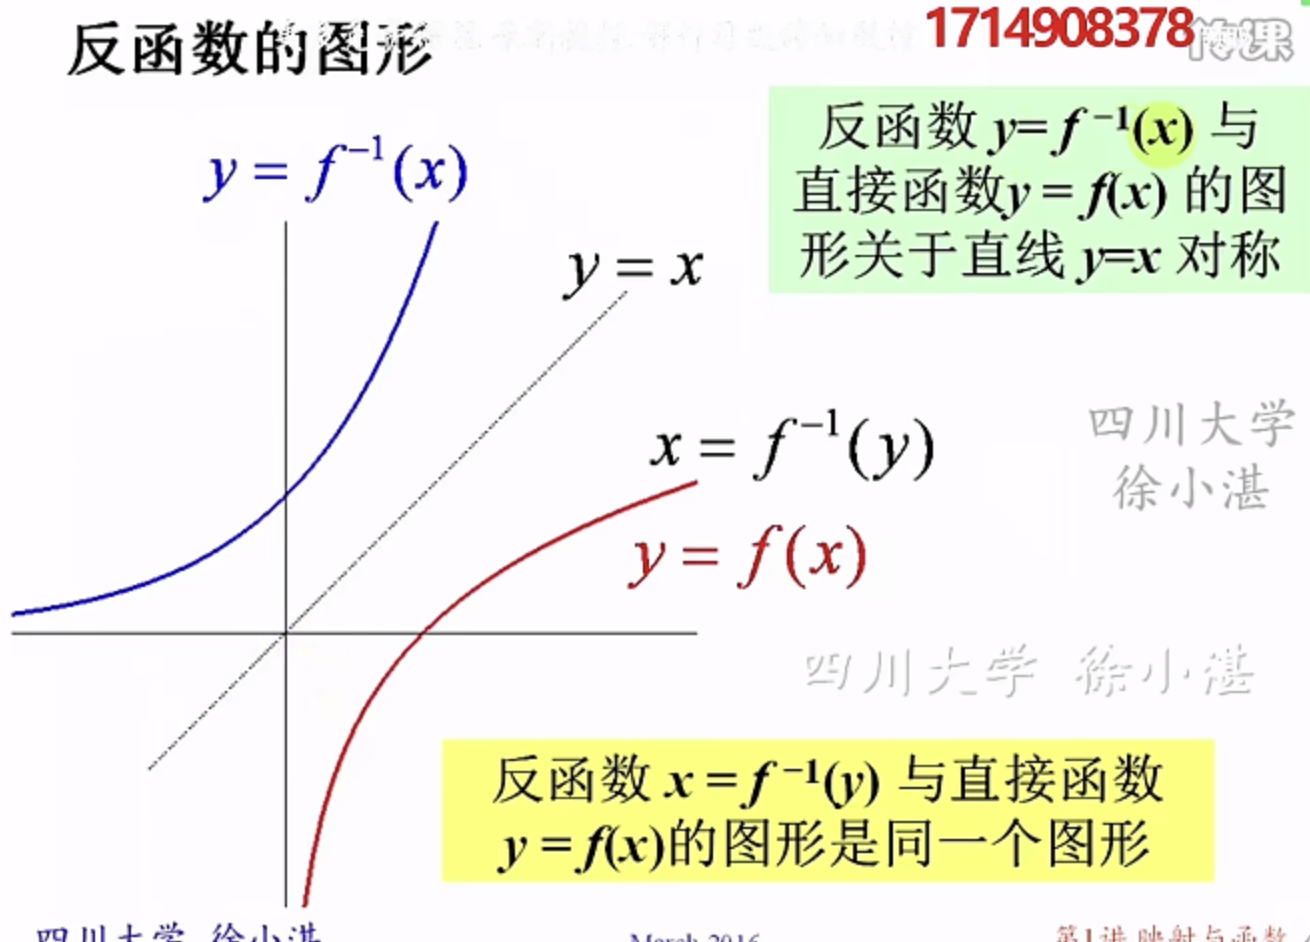 反函数的图形
1714908378
反函数 y= f ⁻¹(x) 与
直接函数y = f(x) 的图
形关于直线 y=x 对称
y = f⁻¹(x)
y = x
x = f⁻¹(y)
y = f(x)
四川大学
徐小湛
四川大学 徐小湛
反函数 x = f ⁻¹(y) 与直接函数
y = f(x)的图形是同一个图形
四川大学 徐小湛
March 2016
第1讲 映射与函数